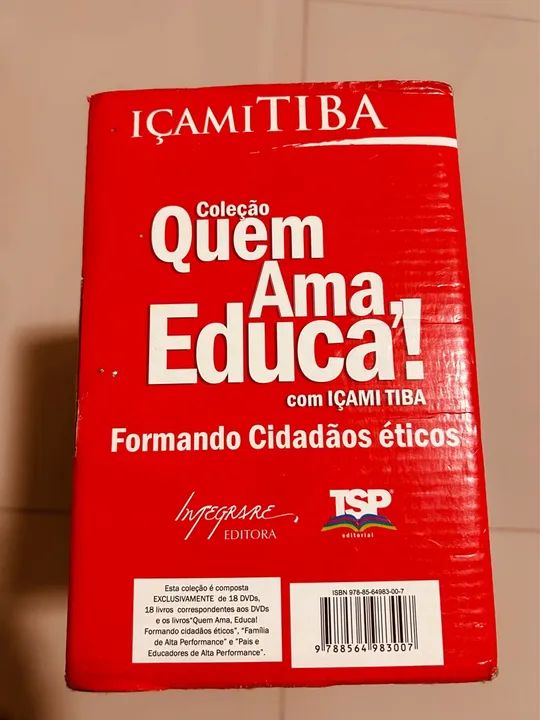 IÇAMI TIBA
Coleção
Quem
Ama,
Educa!
com IÇAMI TIBA
Formando Cidadãos éticos
INTEGRARE
EDITORA
TSP
editorial
Esta coleção é composta
EXCLUSIVAMENTE de 18 DVDs,
18 livros correspondentes aos DVDs
e os livros"Quem Ama, Educa!
Formando cidadãos éticos", "Família
de Alta Performance" e "Pais e
Educadores de Alta Performance".
ISBN 978-85-64983-00-7
9 788564 983007